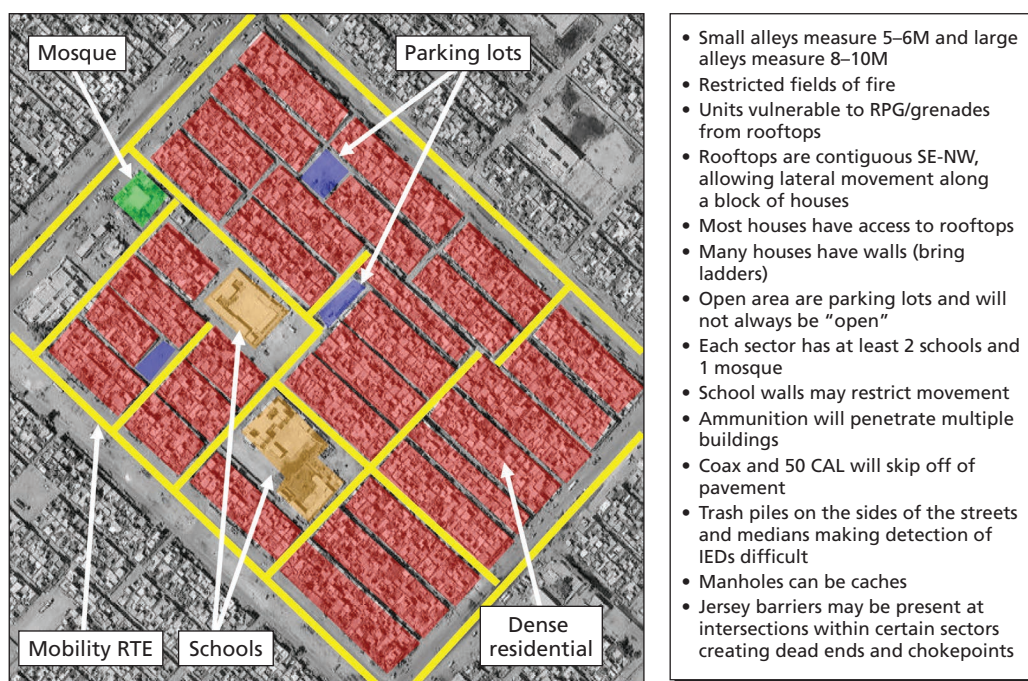 Mosque
Parking lots
Mobility RTE
Schools
Dense
residential
• Small alleys measure 5–6M and large
alleys measure 8–10M
• Restricted fields of fire
• Units vulnerable to RPG/grenades
from rooftops
• Rooftops are contiguous SE-NW,
allowing lateral movement along
a block of houses
• Most houses have access to rooftops
• Many houses have walls (bring
ladders)
• Open area are parking lots and will
not always be “open”
• Each sector has at least 2 schools and
1 mosque
• School walls may restrict movement
• Ammunition will penetrate multiple
buildings
• Coax and 50 CAL will skip off of
pavement
• Trash piles on the sides of the streets
and medians making detection of
IEDs difficult
• Manholes can be caches
• Jersey barriers may be present at
intersections within certain sectors
creating dead ends and chokepoints